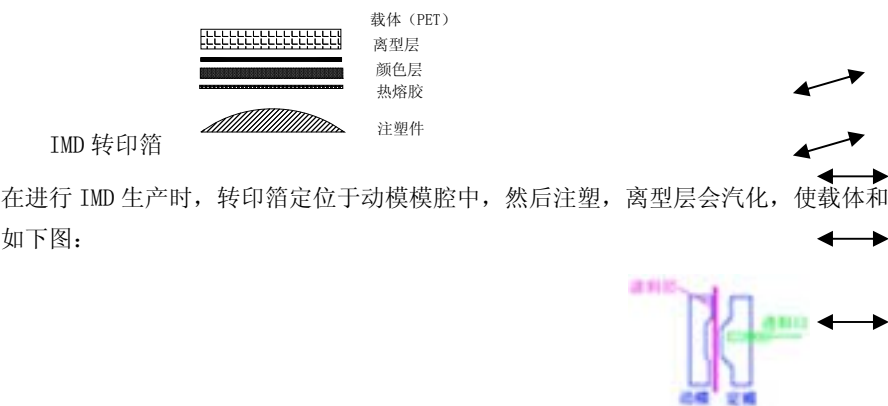 载体（PET）
离型层
颜色层
热熔胶
注塑件
IMD 转印箔
在进行 IMD 生产时，转印箔定位于动模模腔中，然后注塑，离型层会汽化，使载体和
如下图：
动模 定模